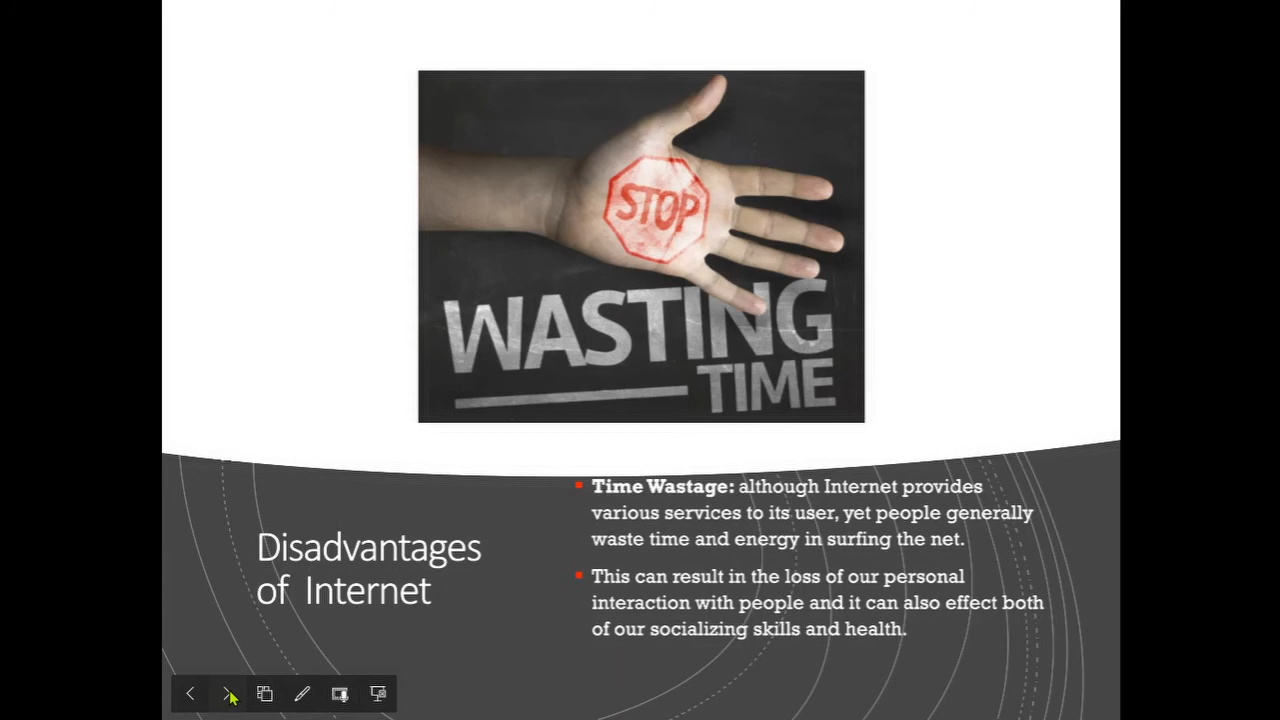 STOP
WASTING
TIME
Disadvantages
of Internet
Time Wastage: although Internet provides
various services to its user, yet people generally
waste time and energy in surfing the net.
This can result in the loss of our personal
interaction with people and it can also effect both
of our socializing skills and health.